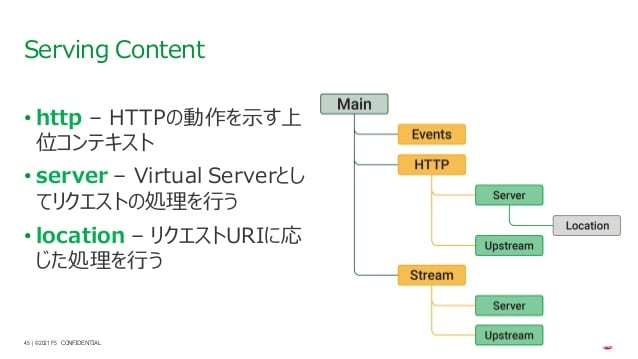 Serving Content
• http – HTTPの動作を示す上
位コンテキスト
• server – Virtual Serverとし
てリクエストの処理を行う
• location – リクエストURIに応
じた処理を行う
Main
Events
HTTP
Server
Location
Upstream
Stream
Server
Upstream
45 | ©2021 F5 CONFIDENTIAL